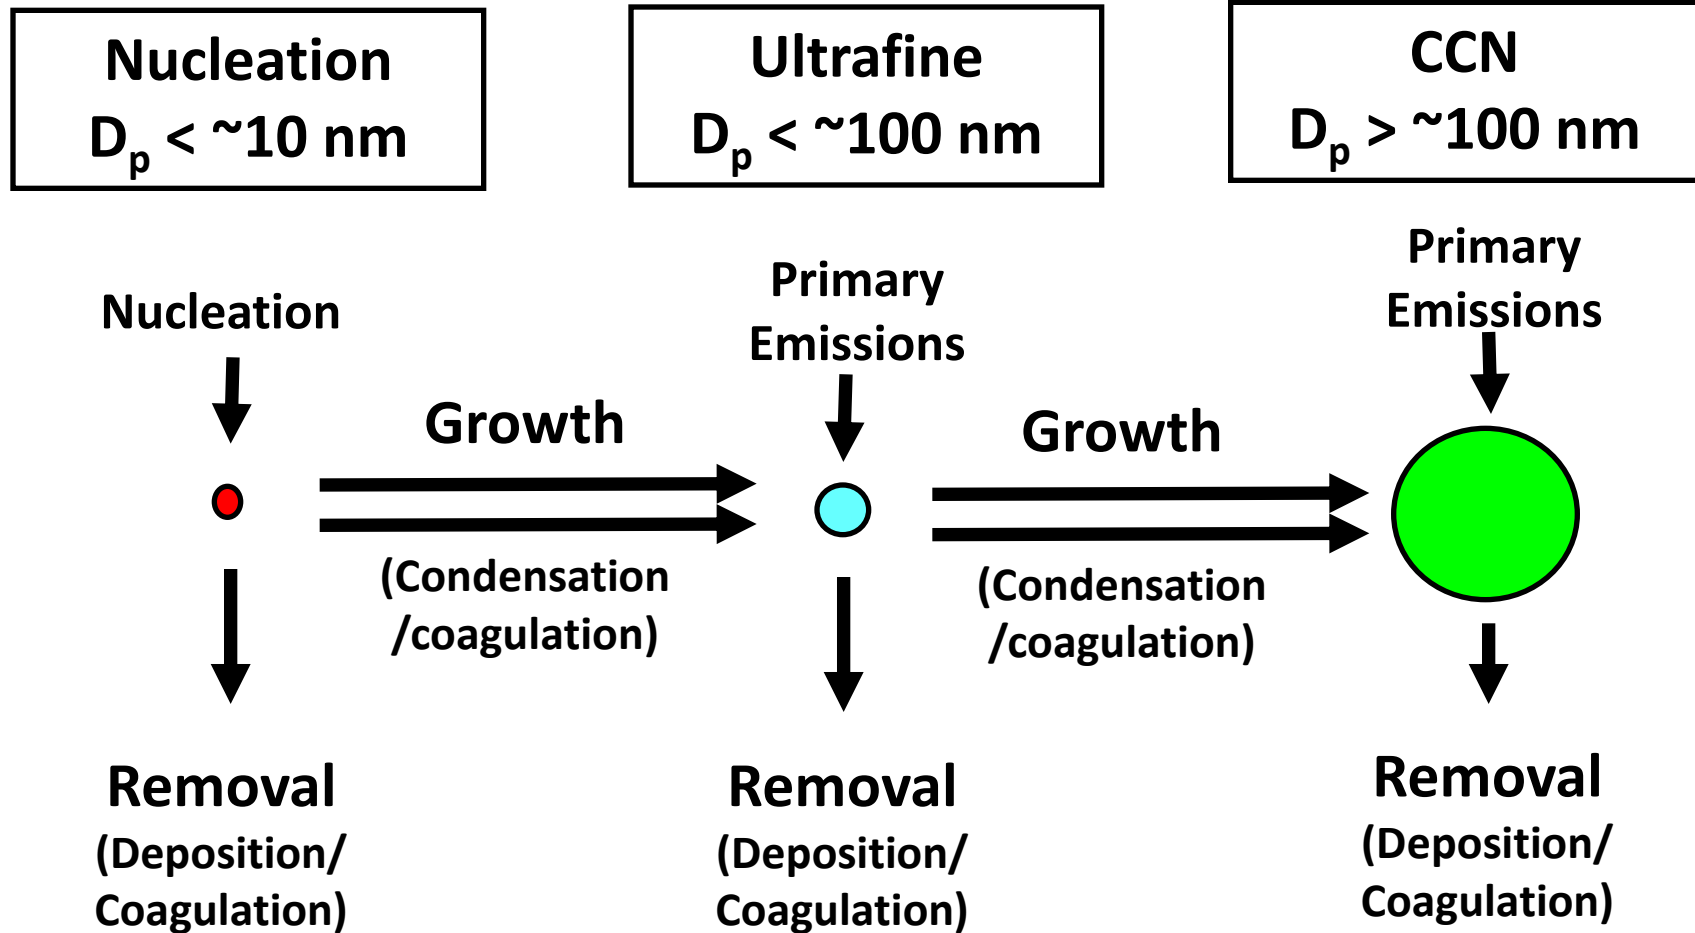 Nucleation
Dₚ < ~10 nm
Ultrafine
Dₚ < ~100 nm
CCN
Dₚ > ~100 nm
Nucleation
Primary
Emissions
Primary
Emissions
Growth
(Condensation
/coagulation)
Growth
(Condensation
/coagulation)
Removal
(Deposition/
Coagulation)
Removal
(Deposition/
Coagulation)
Removal
(Deposition/
Coagulation)